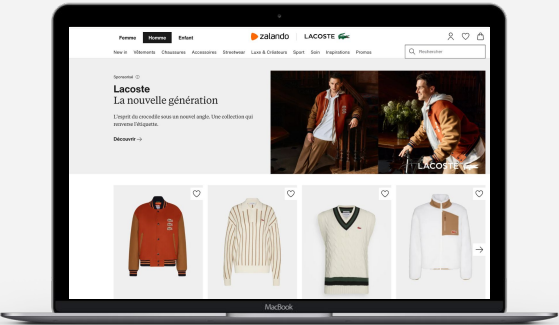 Femme Homme Enfant
zalando LACOSTE
New in Vêtements Chaussures Accessoires Streetwear Luxe & Créateurs Sport Soin Inspirations Promos
Rechercher
Sponsorisé
Lacoste
La nouvelle génération
L'esprit du crocodile sous un nouvel angle. Une collection qui
renverse l'étiquette.
Découvrir →
LACOSTE
MacBook